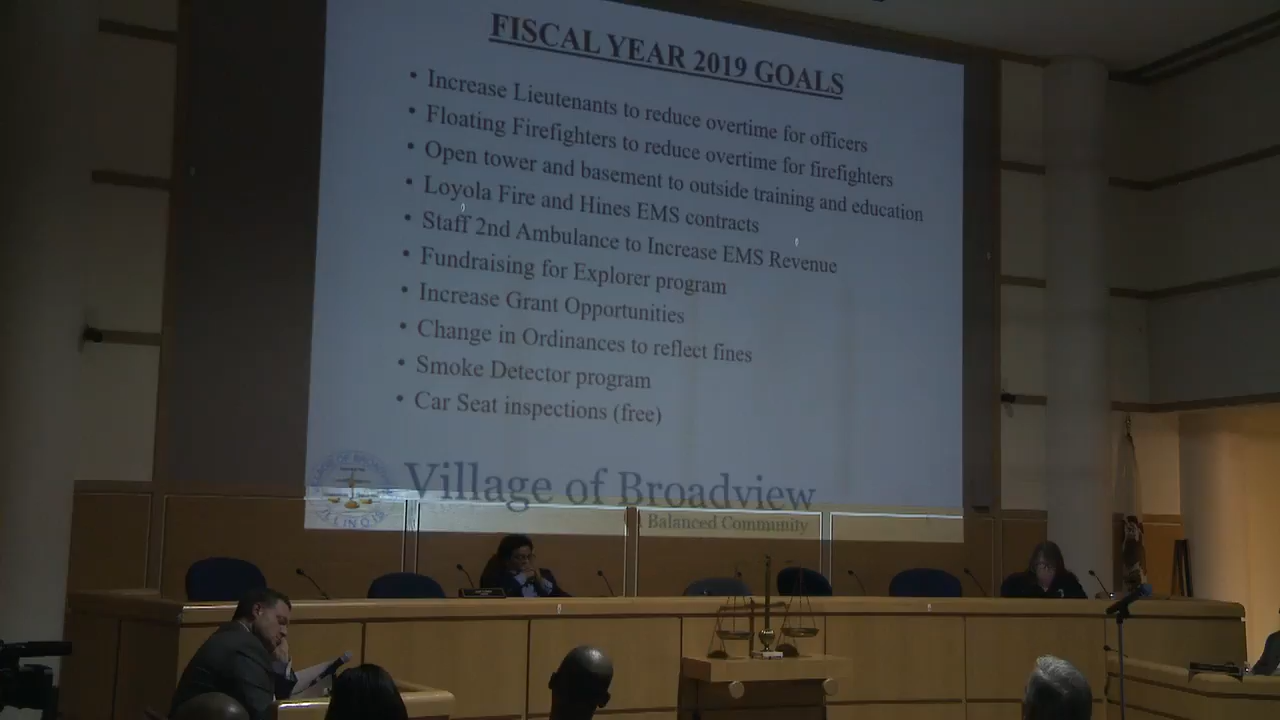 FISCAL YEAR 2019 GOALS
• Increase Lieutenants to reduce overtime for officers
• Floating Firefighters to reduce overtime for firefighters
• Open tower and basement to outside training and education
• Loyola Fire and Hines EMS contracts
• Staff 2nd Ambulance to Increase EMS Revenue
• Fundraising for Explorer program
• Increase Grant Opportunities
• Change in Ordinances to reflect fines
• Smoke Detector program
• Car Seat inspections (free)
Village of Broadview
Balanced Community
ILLINOIS